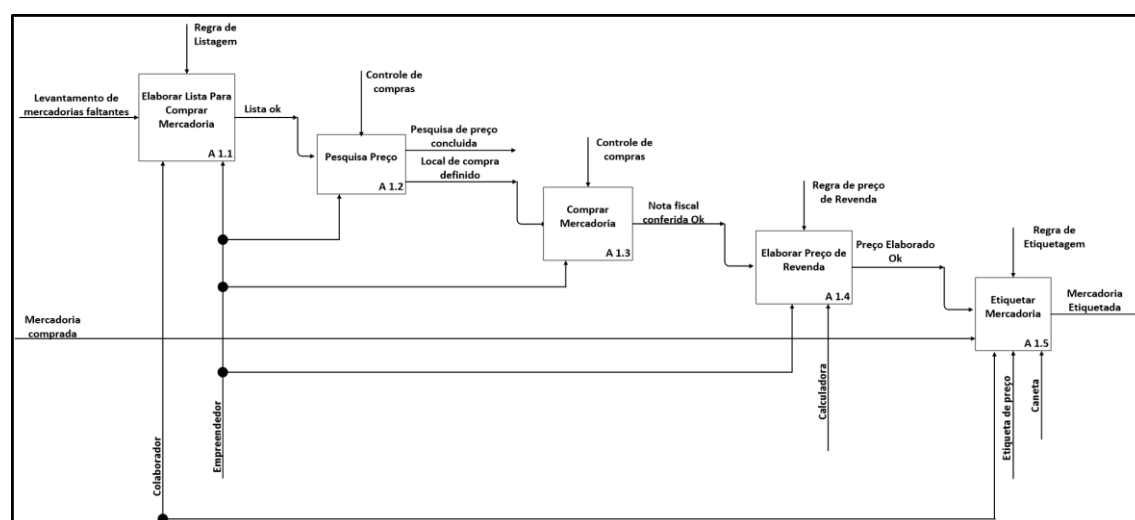 Regra de
Listagem
Levantamento de
mercadorias faltantes
Elaborar Lista Para
Comprar
Mercadoria
A 1.1
Lista ok
Controle de
compras
Pesquisa Preço
A 1.2
Pesquisa de preço
concluida
Local de compra
definido
Controle de
compras
Comprar
Mercadoria
A 1.3
Nota fiscal
conferida Ok
Regra de preço
de Revenda
Elaborar Preço de
Revenda
A 1.4
Preço Elaborado
Ok
Regra de
Etiquetagem
Etiquetar
Mercadoria
A 1.5
Mercadoria
Etiquetada
Mercadoria
comprada
Colaborador
Empreendedor
Calculadora
Etiqueta de preço
Caneta